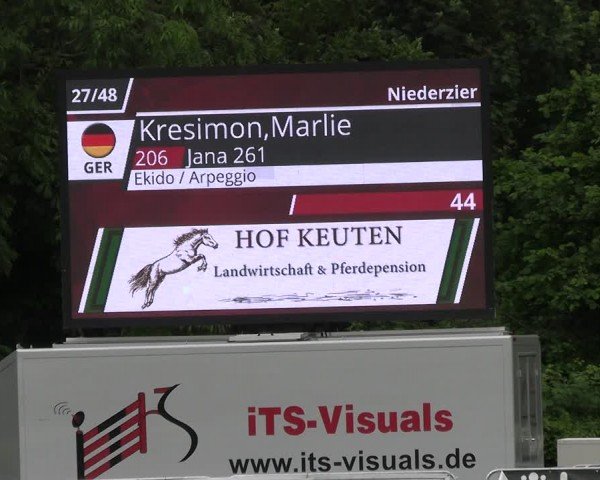 27/48 Niederzier
Kresimon,Marlie
GER
206 Jana 261
Ekido / Arpeggio
44
HOF KEUTEN
Landwirtschaft & Pferdepension
iTS-Visuals
www.its-visuals.de